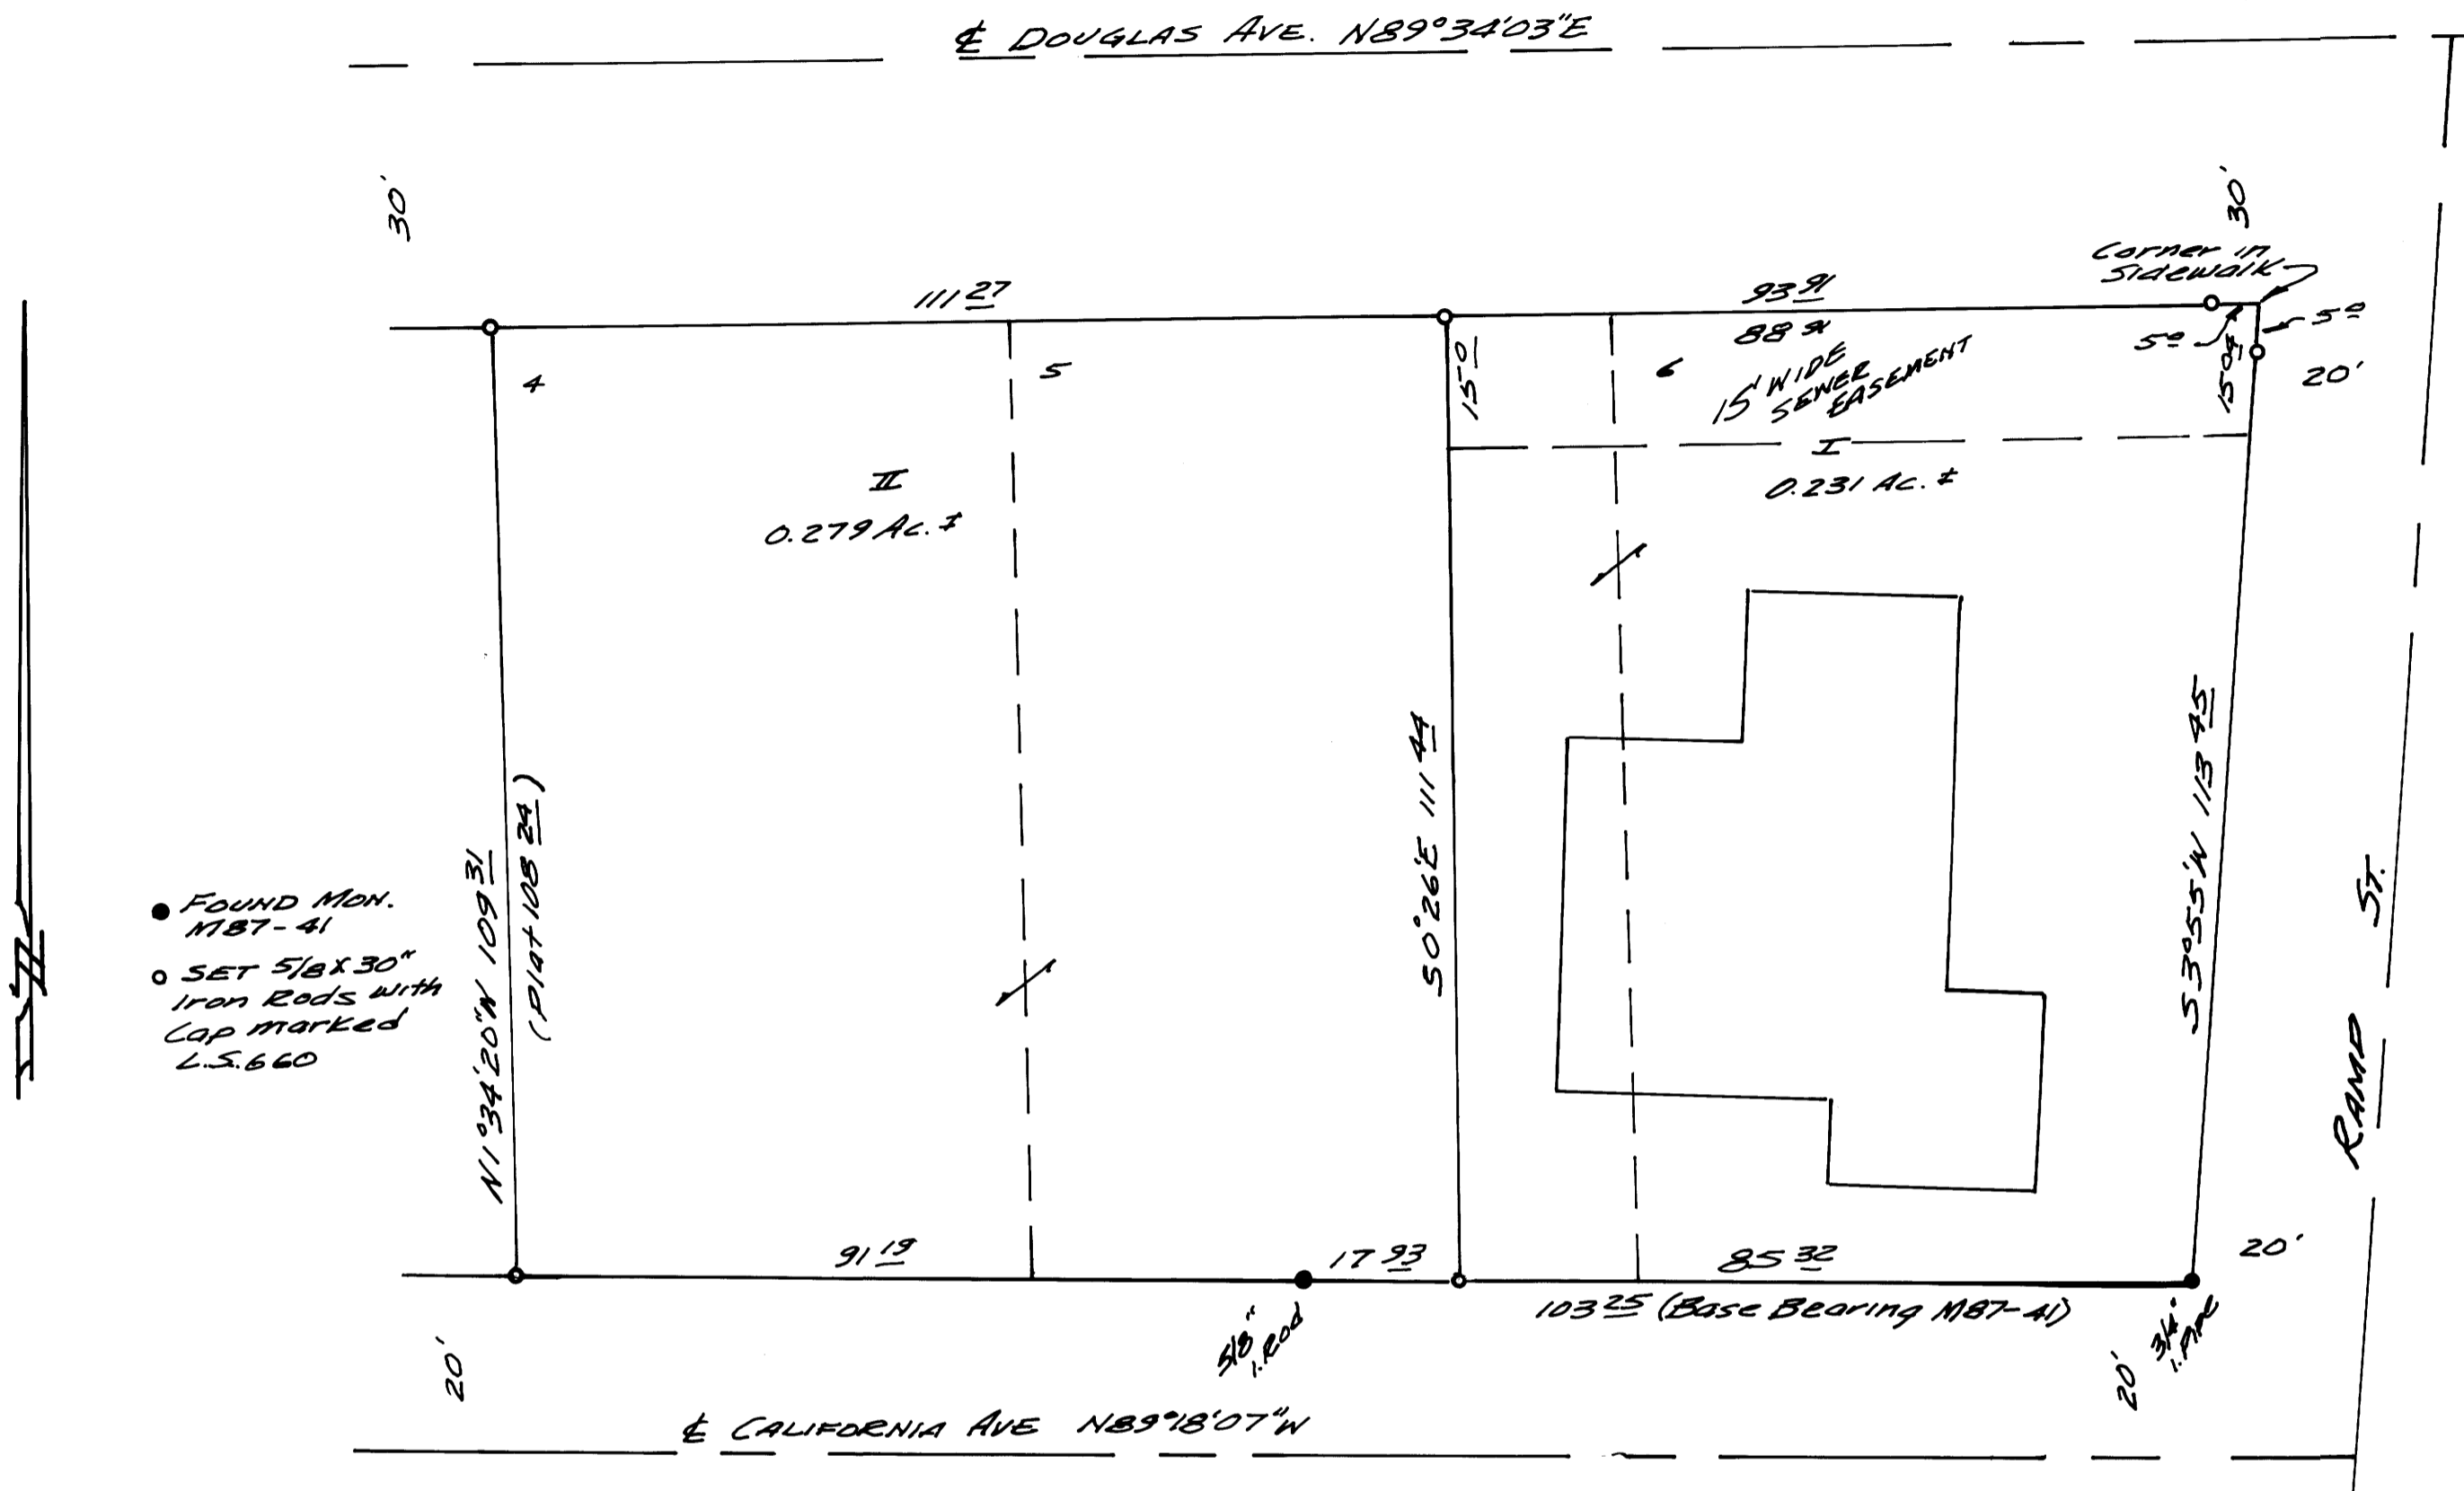 ℄ DOUGLAS AVE. N89°34'03"E
30'
30'
Corner in
Sidewalk
111 27
93 91
88 91
5 0
5 0
20'
4
5
6
15 0
15 04
15' WIDE
SEWER
EASEMENT
II
0.279 Ac. ±
I
0.231 Ac. ±
N1°34'20"W 109 31
(Plat 108 24)
S0°26'E 111 44
S3°55'W 113 45
RAMP ST.
FOUND MON.
M87-41
SET 5/8 X 30"
Iron Rods with
Cap marked
L.S. 660
91 19
17 93
85 32
20'
103 25 (Base Bearing M87-41)
5/8"
I. Rod
3/4"
I. Pipe
20'
20'
℄ CALIFORNIA AVE N89°18'07"W